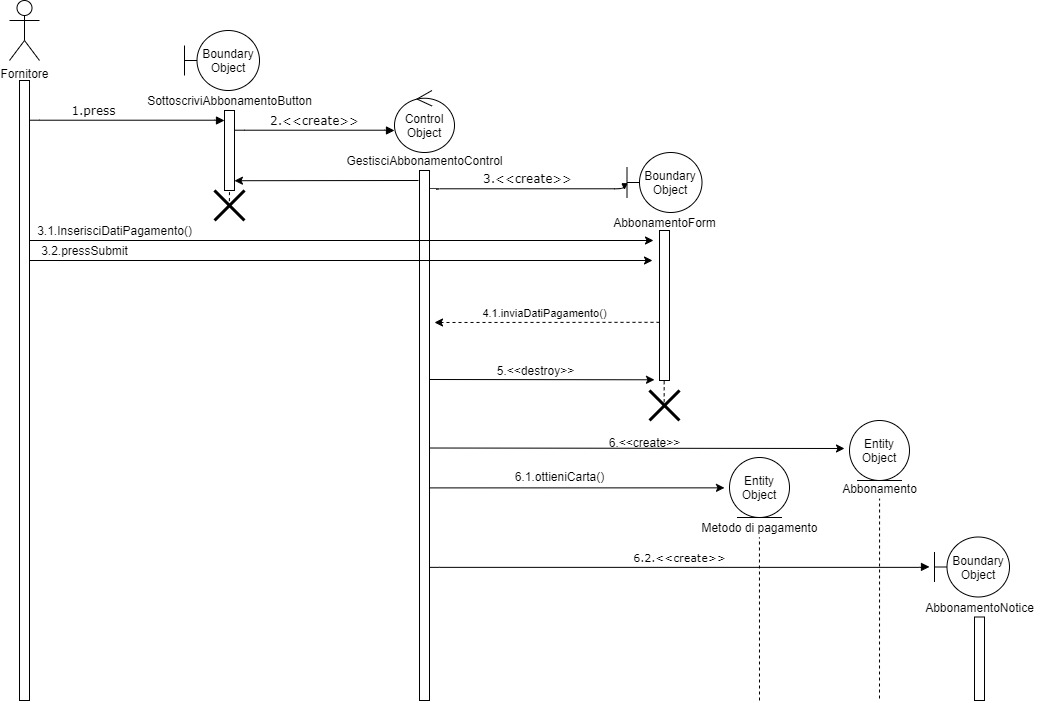 Fornitore
Boundary
Object
SottoscriviAbbonamentoButton
1.press
2.<<create>>
Control
Object
GestisciAbbonamentoControl
3.<<create>>
Boundary
Object
AbbonamentoForm
3.1.InserisciDatiPagamento()
3.2.pressSubmit
4.1.inviaDatiPagamento()
5.<<destroy>>
6.<<create>>
Entity
Object
Abbonamento
6.1.ottieniCarta()
Entity
Object
Metodo di pagamento
6.2.<<create>>
Boundary
Object
AbbonamentoNotice